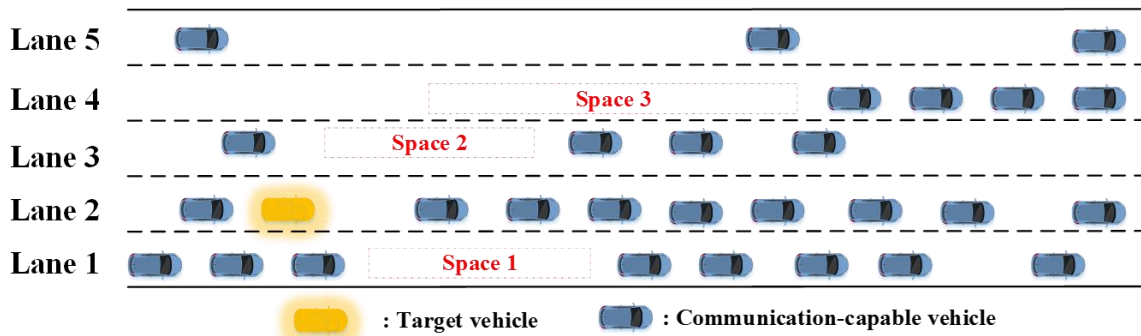 Lane 5
Lane 4
Space 3
Lane 3
Space 2
Lane 2
Lane 1
Space 1
: Target vehicle
: Communication-capable vehicle